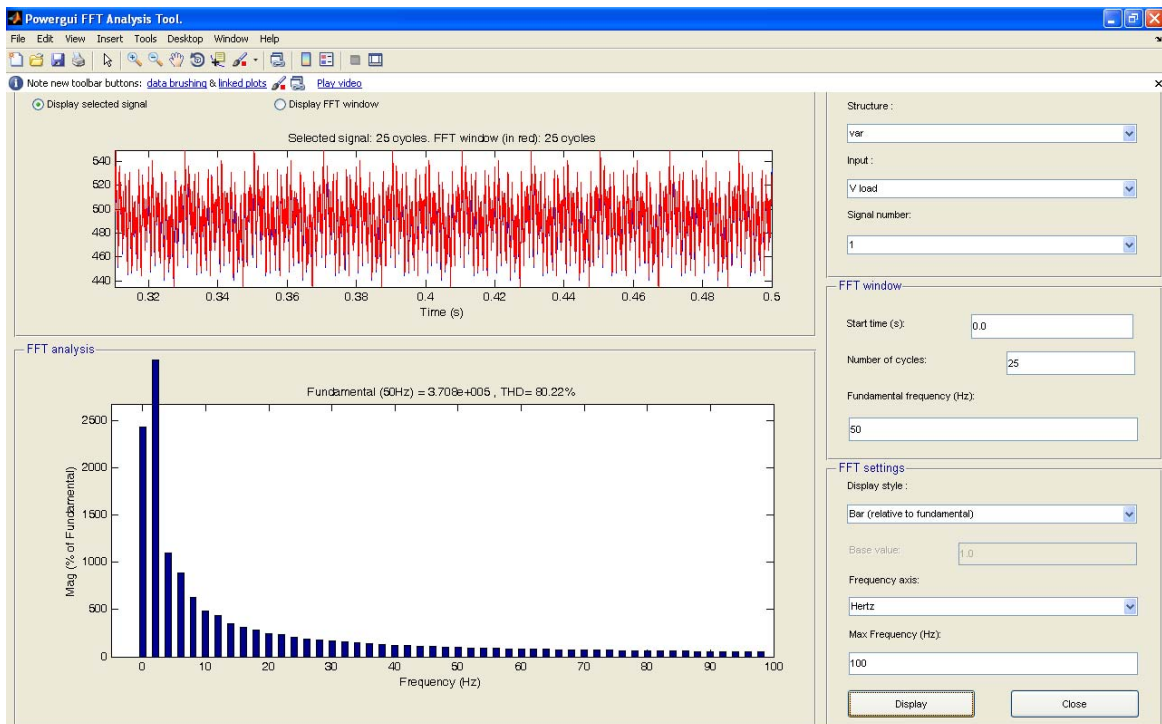 Powergui FFT Analysis Tool.
File Edit View Insert Tools Desktop Window Help
Note new toolbar buttons: data brushing & linked plots Play video
Display selected signal Display FFT window
Selected signal: 25 cycles. FFT window (in red): 25 cycles
540
520
500
480
460
440
0.32 0.34 0.36 0.38 0.4 0.42 0.44 0.46 0.48 0.5
Time (s)
FFT analysis
Fundamental (50Hz) = 3.708e+005 , THD= 80.22%
2500
2000
1500
1000
500
0
Mag (% of Fundamental)
0 10 20 30 40 50 60 70 80 90 100
Frequency (Hz)
Structure :
var
Input :
V load
Signal number:
1
FFT window
Start time (s): 0.0
Number of cycles: 25
Fundamental frequency (Hz):
50
FFT settings
Display style :
Bar (relative to fundamental)
Base value: 1.0
Frequency axis:
Hertz
Max Frequency (Hz):
100
Display Close